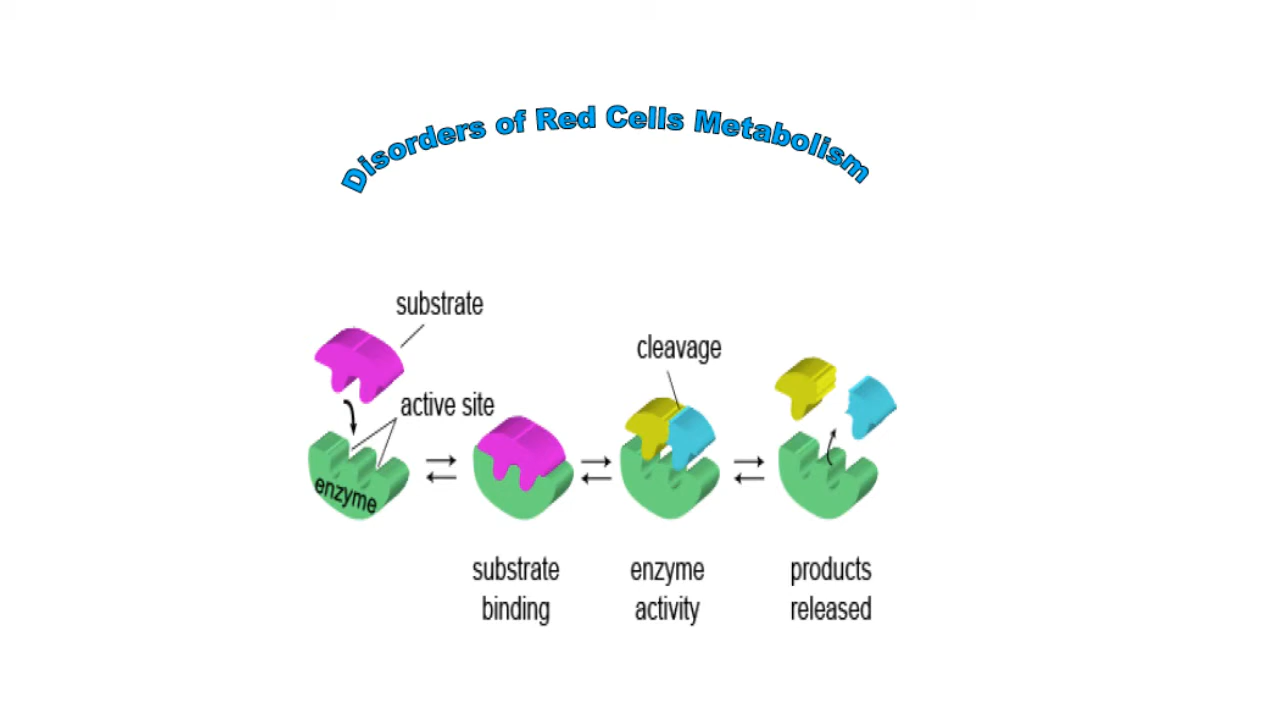 Disorders of Red Cells Metabolism
substrate
cleavage
active site
enzyme
substrate
binding
enzyme
activity
products
released